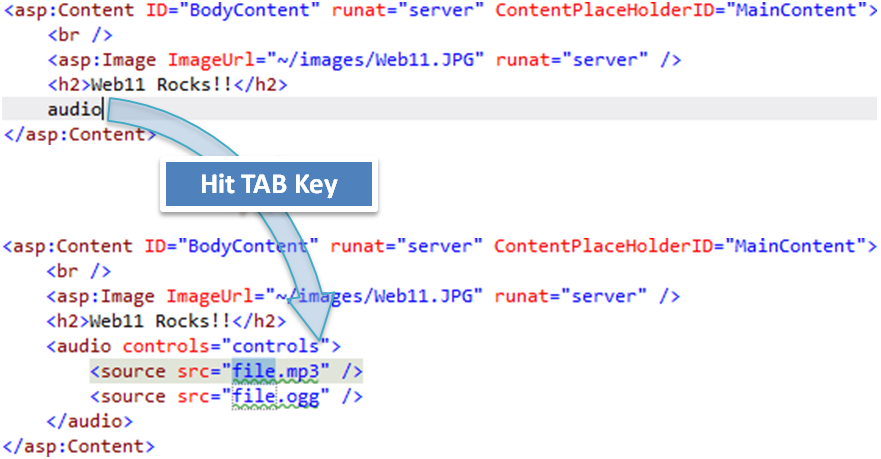 <asp:Content ID="BodyContent" runat="server" ContentPlaceHolderID="MainContent">
    <br />
    <asp:Image ImageUrl="~/images/Web11.JPG" runat="server" />
    <h2>Web11 Rocks!!</h2>
    audio
</asp:Content>
Hit TAB Key
<asp:Content ID="BodyContent" runat="server" ContentPlaceHolderID="MainContent">
    <br />
    <asp:Image ImageUrl="~/images/Web11.JPG" runat="server" />
    <h2>Web11 Rocks!!</h2>
    <audio controls="controls">
        <source src="file.mp3" />
        <source src="file.ogg" />
    </audio>
</asp:Content>